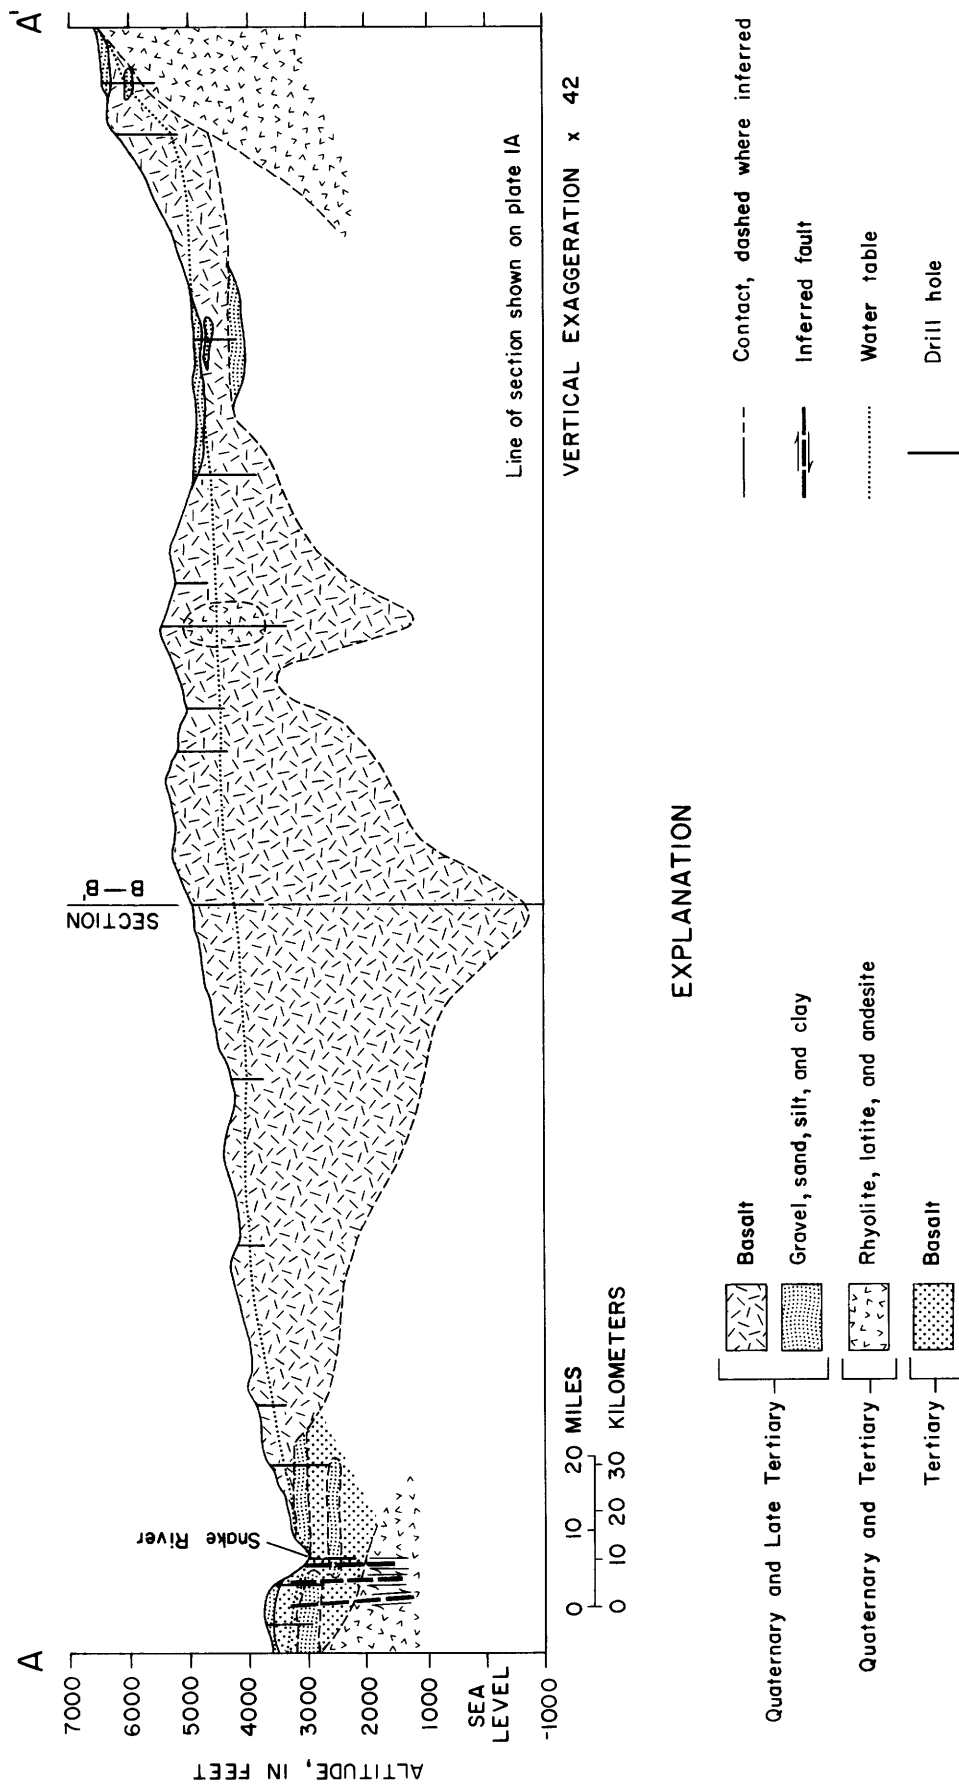 A
A'
7000
6000
5000
4000
3000
2000
1000
SEA
LEVEL
-1000
ALTITUDE, IN FEET
Snake River
SECTION
B—B'
0 10 20 MILES
0 10 20 30 KILOMETERS
Line of section shown on plate IA
VERTICAL EXAGGERATION x 42
EXPLANATION
Quaternary and Late Tertiary
Basalt
Gravel, sand, silt, and clay
Quaternary and Tertiary
Rhyolite, latite, and andesite
Tertiary
Basalt
Contact, dashed where inferred
Inferred fault
Water table
Drill hole